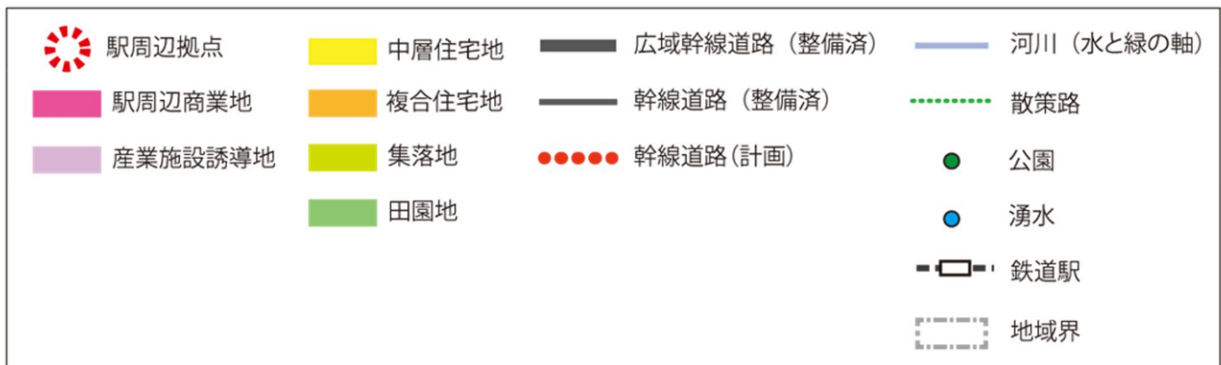 駅周辺拠点
駅周辺商業地
産業施設誘導地
中層住宅地
複合住宅地
集落地
田園地
広域幹線道路（整備済）
幹線道路（整備済）
幹線道路(計画)
河川（水と緑の軸）
散策路
公園
湧水
鉄道駅
地域界